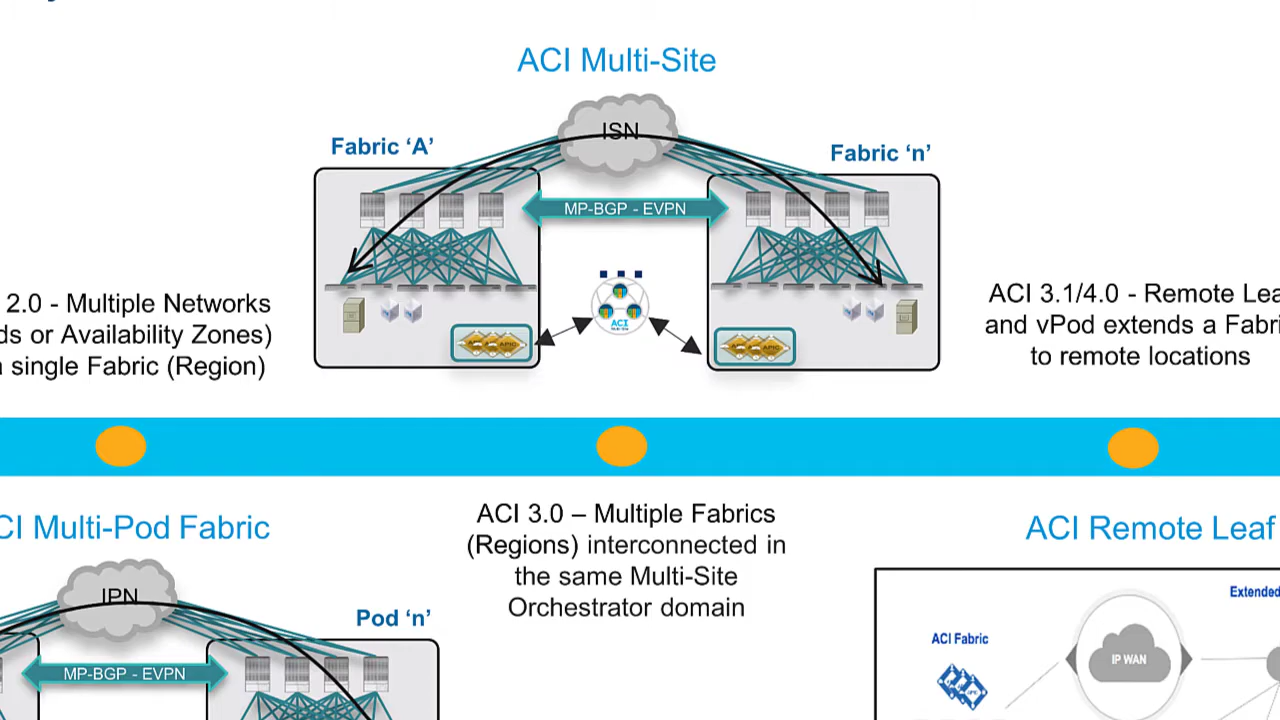 ACI Multi-Site
ISN
Fabric ‘A’
Fabric ‘n’
MP-BGP - EVPN
ACI
2.0 - Multiple Networks
ds or Availability Zones)
single Fabric (Region)
ACI 3.1/4.0 - Remote Lea
and vPod extends a Fabri
to remote locations
CI Multi-Pod Fabric
IPN
Pod ‘n’
MP-BGP - EVPN
ACI 3.0 – Multiple Fabrics
(Regions) interconnected in
the same Multi-Site
Orchestrator domain
ACI Remote Leaf
Extended
ACI Fabric
IP WAN